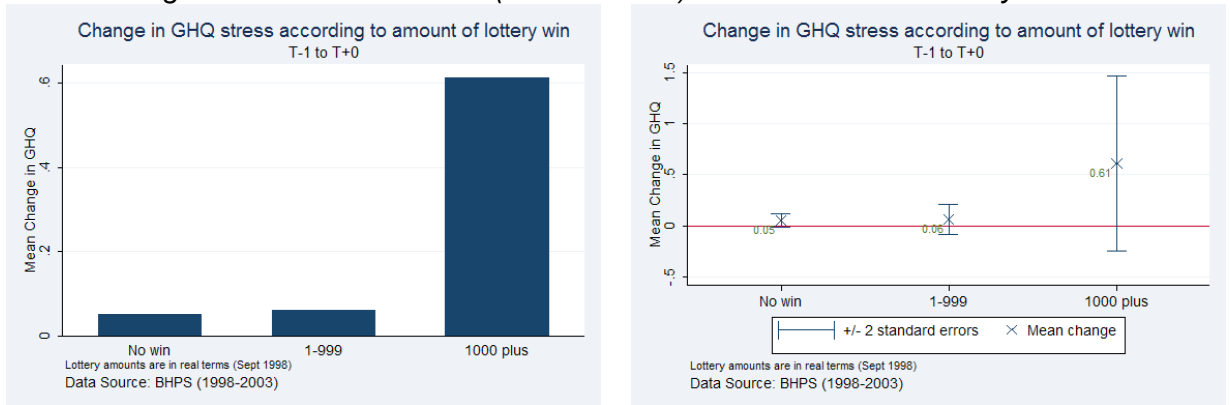 Change in GHQ stress according to amount of lottery win
T-1 to T+0
Mean Change in GHQ
.6
.4
.2
0
No win 1-999 1000 plus
Lottery amounts are in real terms (Sept 1998)
Data Source: BHPS (1998-2003)
Change in GHQ stress according to amount of lottery win
T-1 to T+0
Mean Change in GHQ
1.5
1
.5
0
-.5
0.05
0.06
0.61
No win 1-999 1000 plus
+/- 2 standard errors Mean change
Lottery amounts are in real terms (Sept 1998)
Data Source: BHPS (1998-2003)